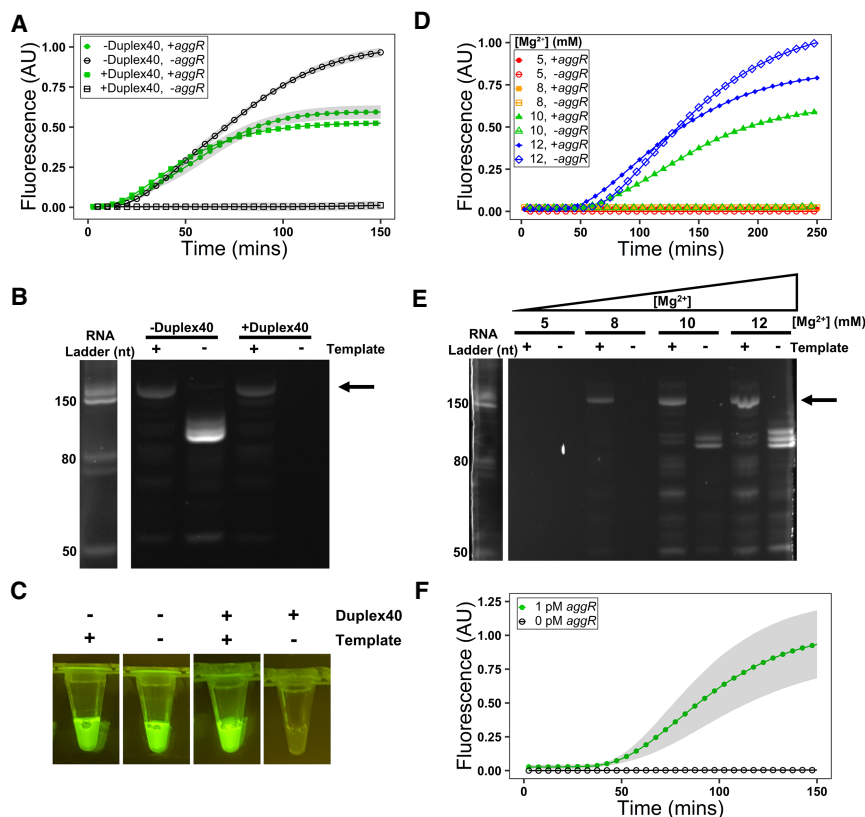 A
Fluorescence (AU)
1.00
0.75
0.50
0.25
0.00
-Duplex40, +aggR
-Duplex40, -aggR
+Duplex40, +aggR
+Duplex40, -aggR
0 50 100 150
Time (mins)
B
-Duplex40 +Duplex40
RNA
Ladder (nt)
+ - + - Template
150
80
50
C
- - + + Duplex40
+ - + - Template
D
Fluorescence (AU)
1.00
0.75
0.50
0.25
0.00
[Mg²⁺] (mM)
5, +aggR
5, -aggR
8, +aggR
8, -aggR
10, +aggR
10, -aggR
12, +aggR
12, -aggR
0 50 100 150 200 250
Time (mins)
E
[Mg²⁺]
5 8 10 12 [Mg²⁺] (mM)
RNA
Ladder (nt)
+ - + - + - + - Template
150
80
50
F
Fluorescence (AU)
1.25
1.00
0.75
0.50
0.25
0.00
1 pM aggR
0 pM aggR
0 50 100 150
Time (mins)